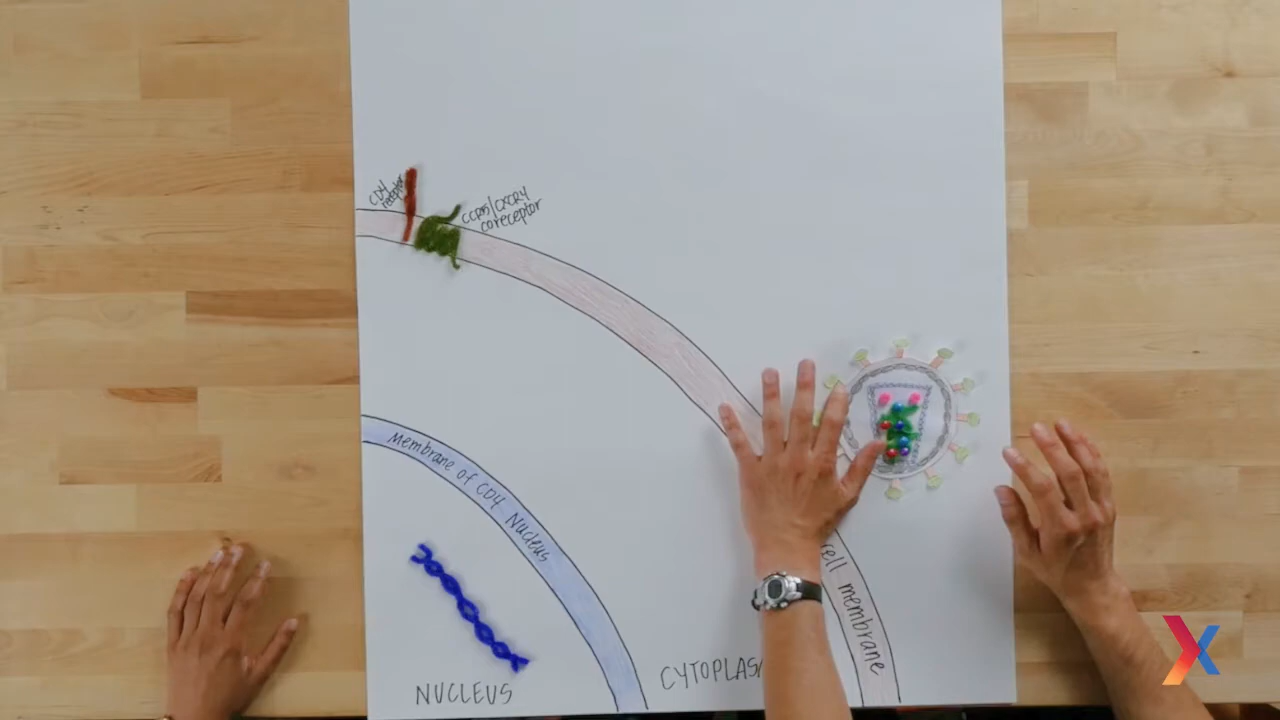 CD4
receptor
CCR5/CXCR4
coreceptor
Membrane of CD4 Nucleus
cell membrane
CYTOPLAS
NUCLEUS